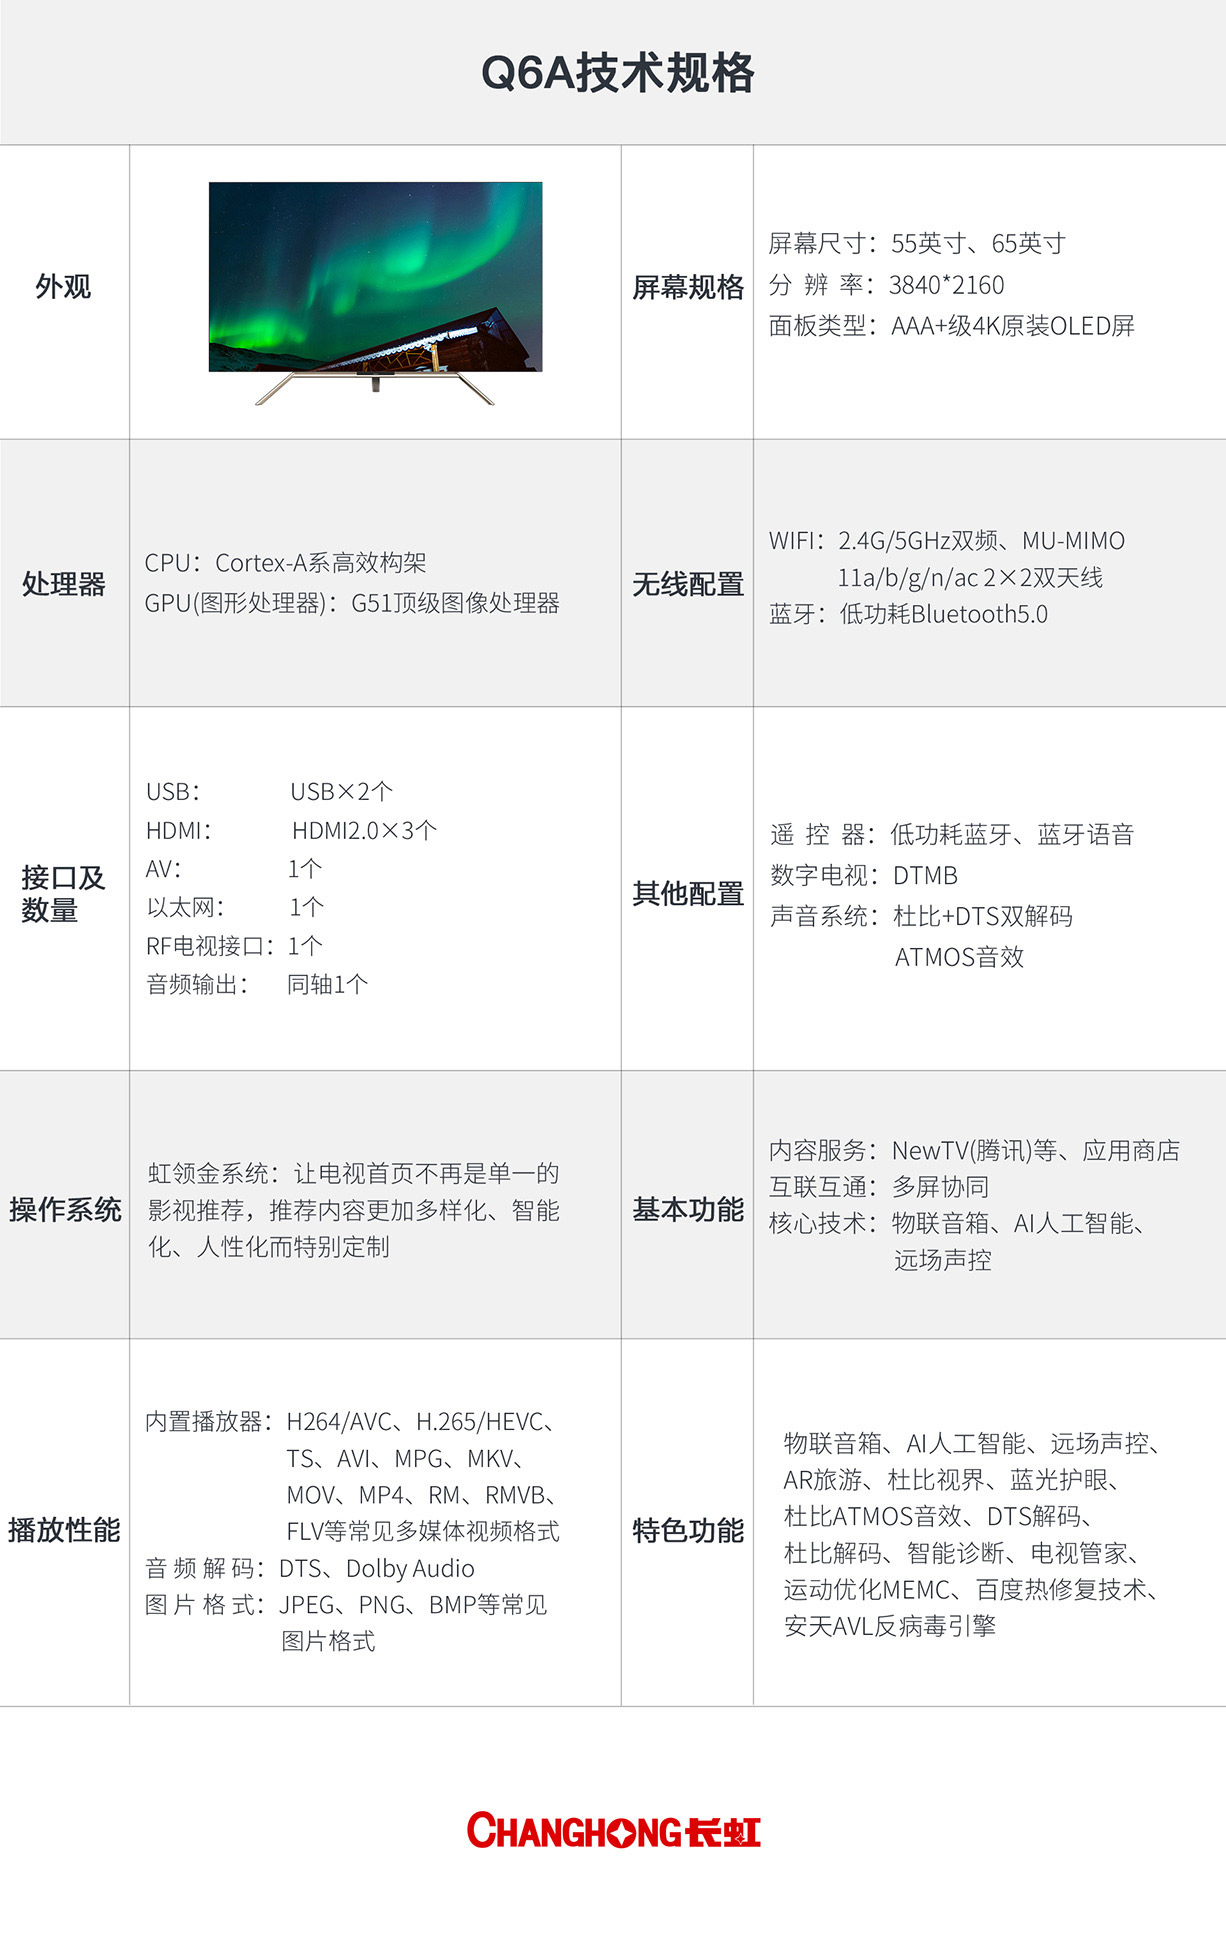 Q6A技术规格
外观
屏幕规格
屏幕尺寸：55英寸、65英寸
分 辨 率：3840*2160
面板类型：AAA+级4K原装OLED屏
处理器
CPU：Cortex-A系高效构架
GPU(图形处理器)：G51顶级图像处理器
无线配置
WIFI：2.4G/5GHz双频、MU-MIMO
11a/b/g/n/ac 2×2双天线
蓝牙：低功耗Bluetooth5.0
接口及
数量
USB： USB×2个
HDMI： HDMI2.0×3个
AV： 1个
以太网： 1个
RF电视接口：1个
音频输出： 同轴1个
其他配置
遥 控 器：低功耗蓝牙、蓝牙语音
数字电视：DTMB
声音系统：杜比+DTS双解码
ATMOS音效
操作系统
虹领金系统：让电视首页不再是单一的
影视推荐，推荐内容更加多样化、智能
化、人性化而特别定制
基本功能
内容服务：NewTV(腾讯)等、应用商店
互联互通：多屏协同
核心技术：物联音箱、AI人工智能、
远场声控
播放性能
内置播放器：H264/AVC、H.265/HEVC、
TS、AVI、MPG、MKV、
MOV、MP4、RM、RMVB、
FLV等常见多媒体视频格式
音 频 解 码：DTS、Dolby Audio
图 片 格 式：JPEG、PNG、BMP等常见
图片格式
特色功能
物联音箱、AI人工智能、远场声控、
AR旅游、杜比视界、蓝光护眼、
杜比ATMOS音效、DTS解码、
杜比解码、智能诊断、电视管家、
运动优化MEMC、百度热修复技术、
安天AVL反病毒引擎
CHANGHONG长虹